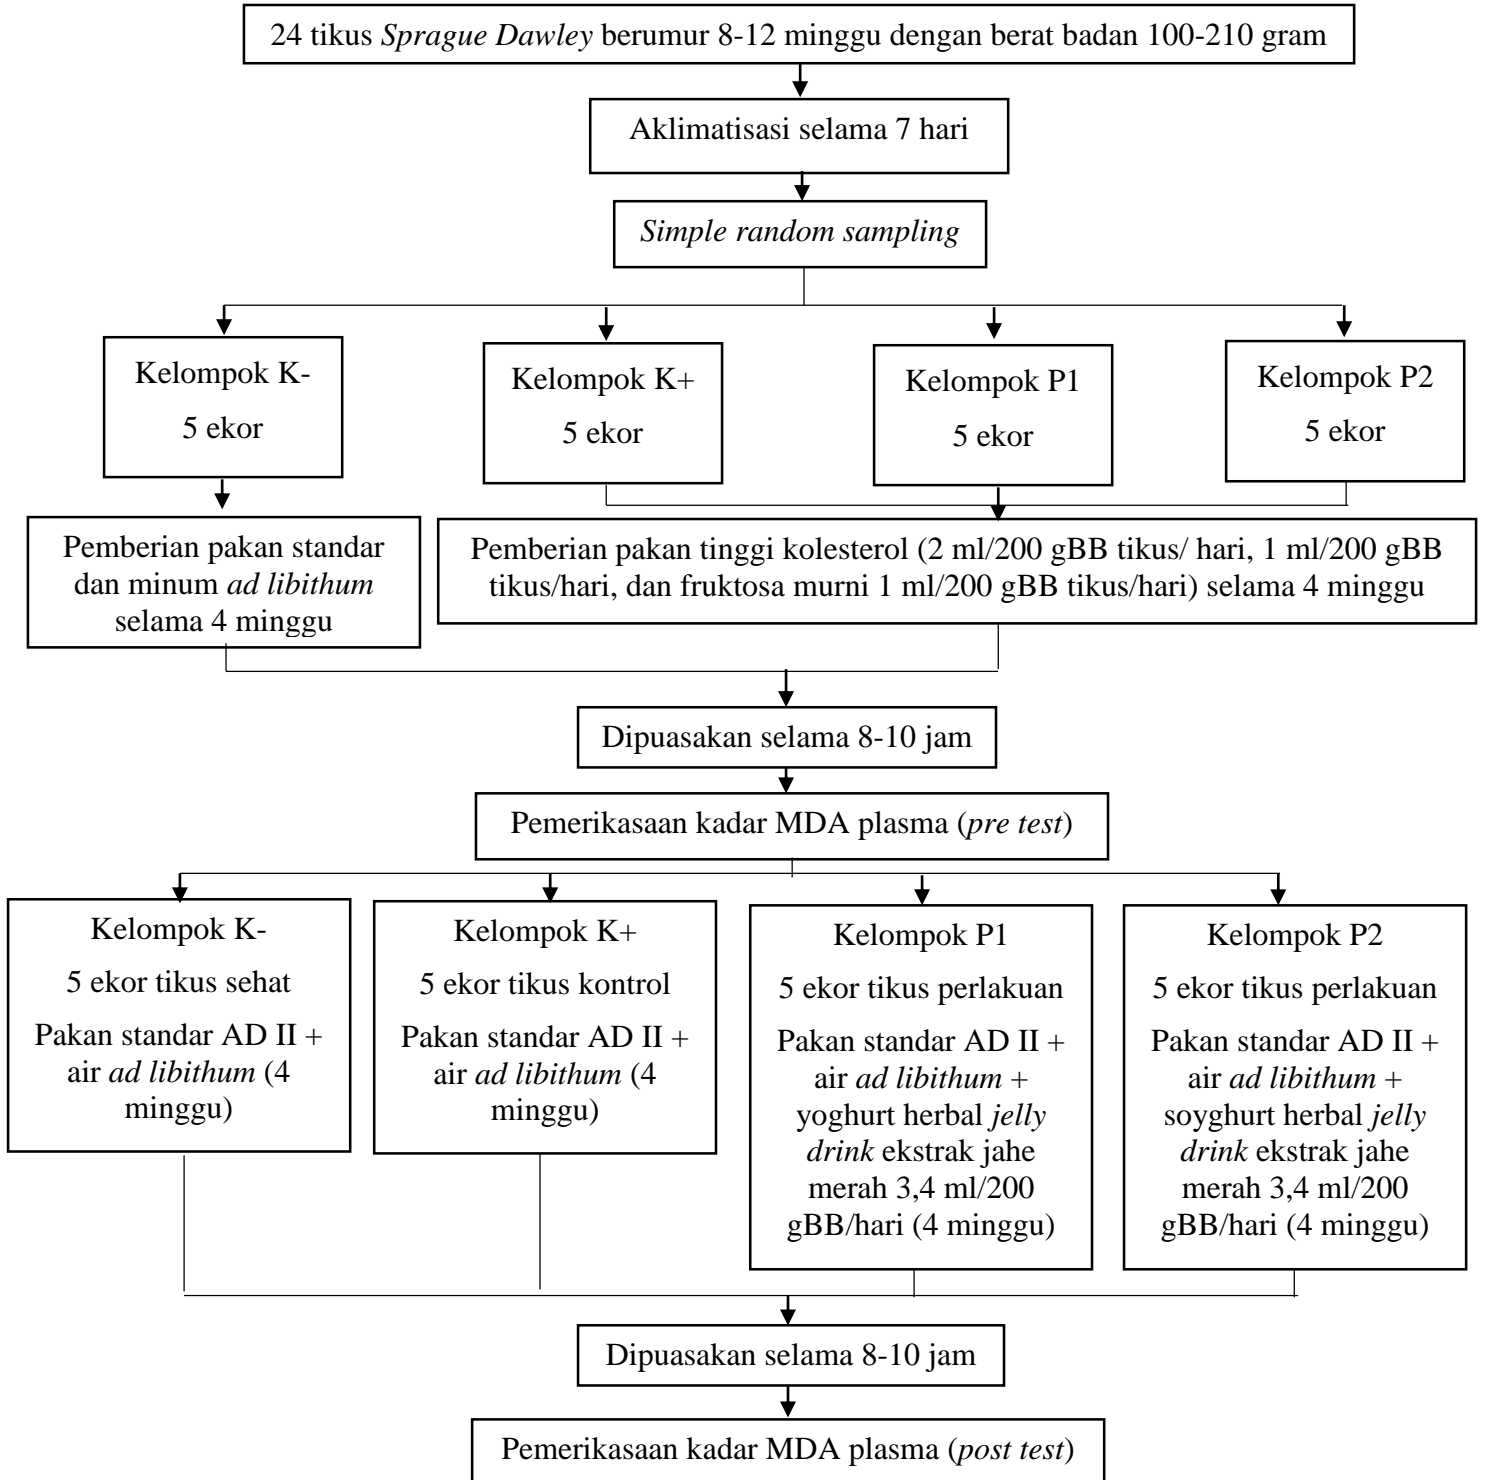 24 tikus Sprague Dawley berumur 8-12 minggu dengan berat badan 100-210 gram
Aklimatisasi selama 7 hari
Simple random sampling
Kelompok K-
5 ekor
Kelompok K+
5 ekor
Kelompok P1
5 ekor
Kelompok P2
5 ekor
Pemberian pakan standar
dan minum ad libithum
selama 4 minggu
Pemberian pakan tinggi kolesterol (2 ml/200 gBB tikus/ hari, 1 ml/200 gBB
tikus/hari, dan fruktosa murni 1 ml/200 gBB tikus/hari) selama 4 minggu
Dipuasakan selama 8-10 jam
Pemerikasaan kadar MDA plasma (pre test)
Kelompok K-
5 ekor tikus sehat
Pakan standar AD II +
air ad libithum (4
minggu)
Kelompok K+
5 ekor tikus kontrol
Pakan standar AD II +
air ad libithum (4
minggu)
Kelompok P1
5 ekor tikus perlakuan
Pakan standar AD II +
air ad libithum +
yoghurt herbal jelly
drink ekstrak jahe
merah 3,4 ml/200
gBB/hari (4 minggu)
Kelompok P2
5 ekor tikus perlakuan
Pakan standar AD II +
air ad libithum +
soyghurt herbal jelly
drink ekstrak jahe
merah 3,4 ml/200
gBB/hari (4 minggu)
Dipuasakan selama 8-10 jam
Pemerikasaan kadar MDA plasma (post test)